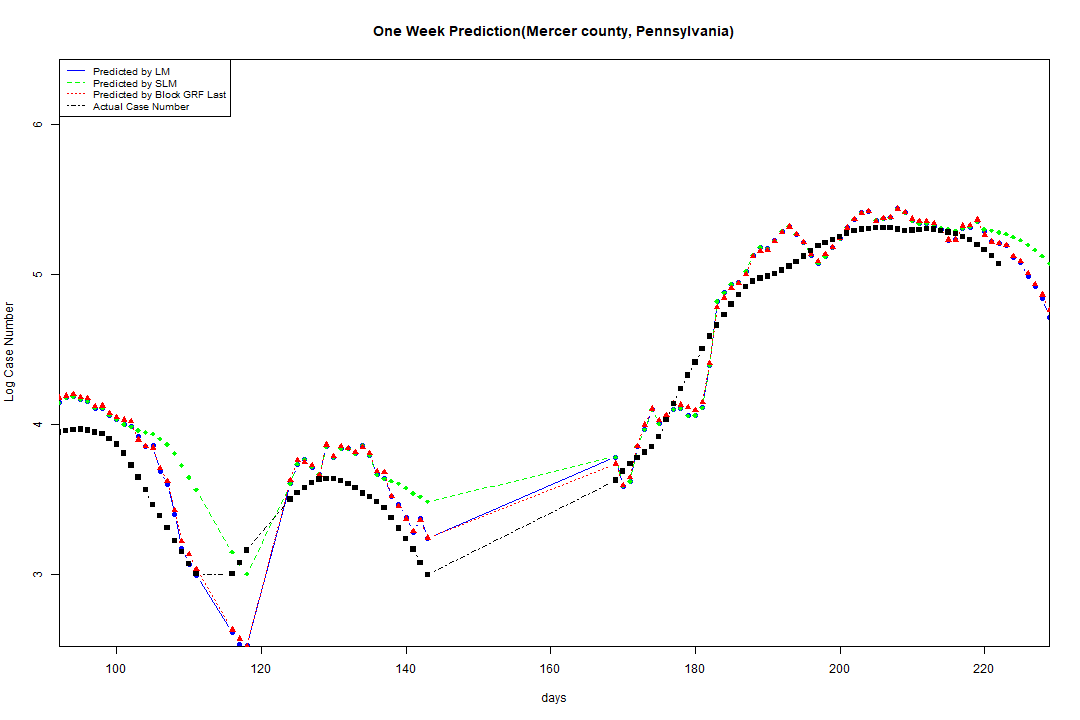 One Week Prediction(Mercer county, Pennsylvania)
Predicted by LM
Predicted by SLM
Predicted by Block GRF Last
Actual Case Number
Log Case Number
6
5
4
3
100 120 140 160 180 200 220
days